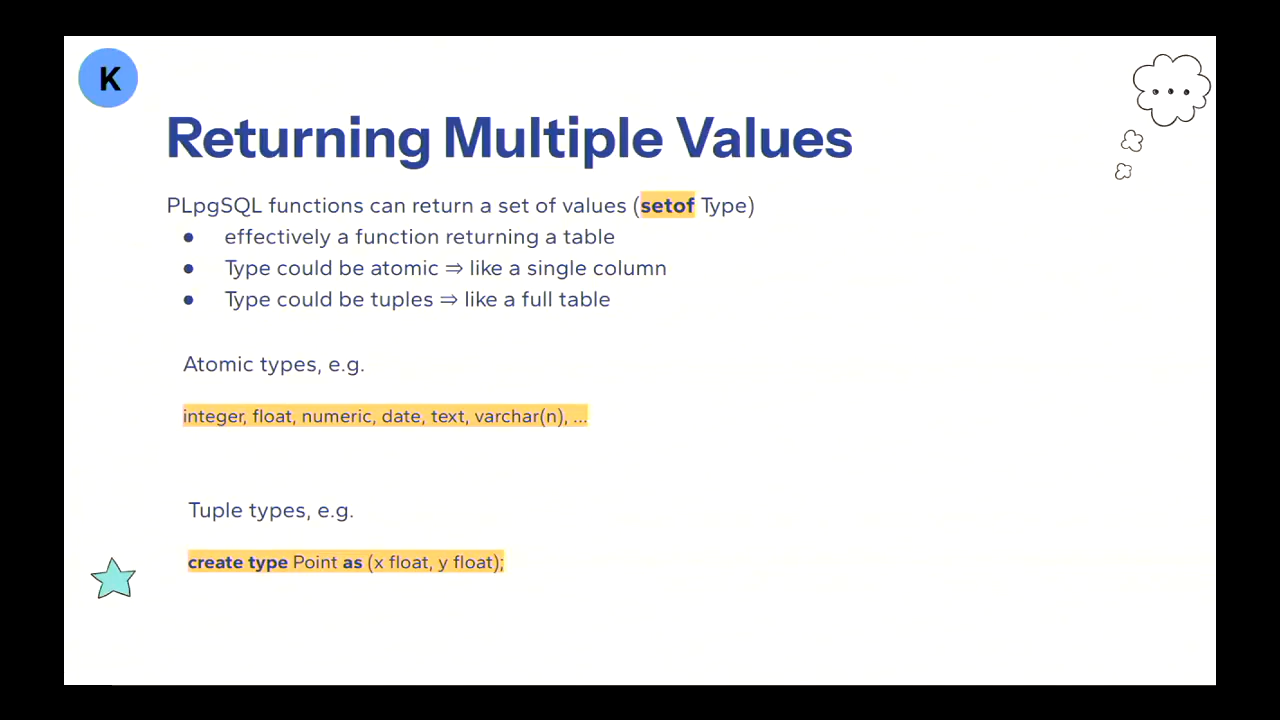 K
Returning Multiple Values
PLpgSQL functions can return a set of values (setof Type)
● effectively a function returning a table
● Type could be atomic ⇒ like a single column
● Type could be tuples ⇒ like a full table
Atomic types, e.g.
integer, float, numeric, date, text, varchar(n), ...
Tuple types, e.g.
create type Point as (x float, y float);